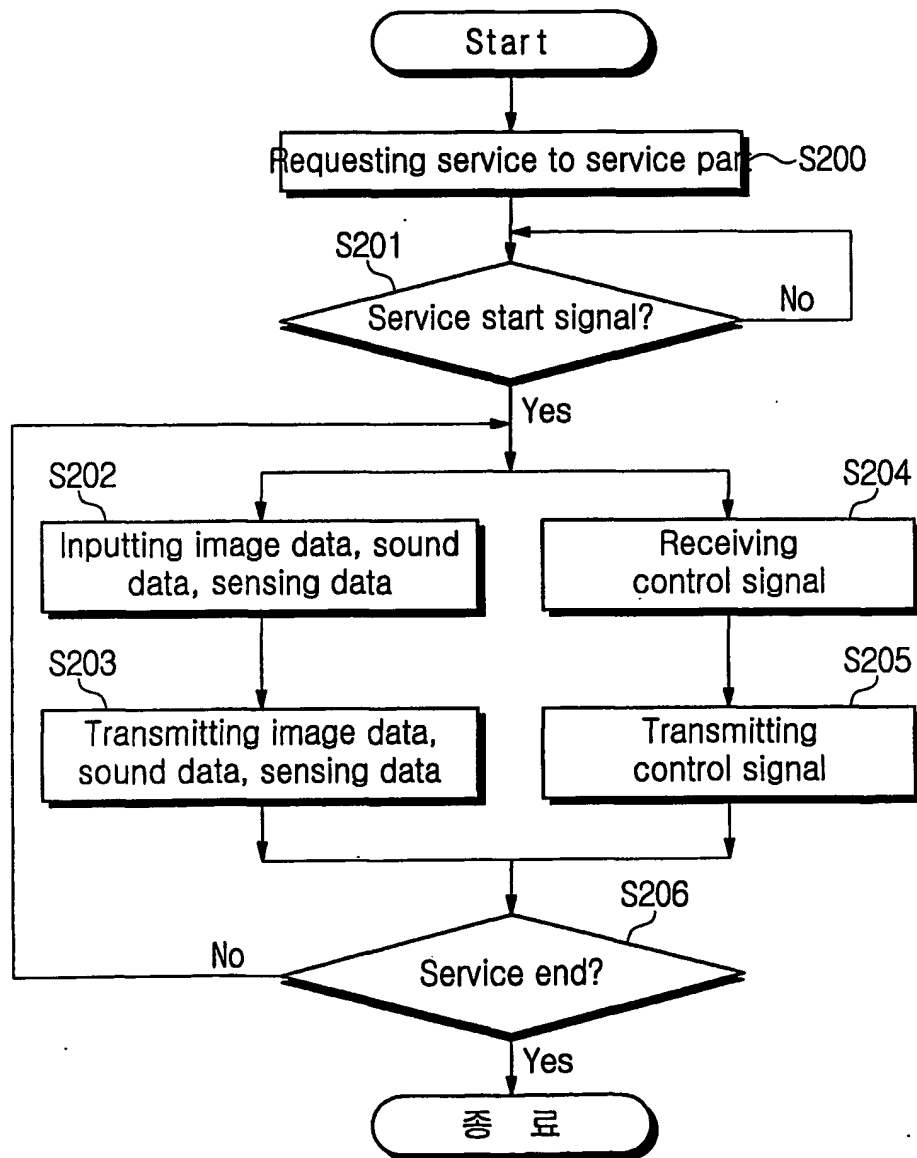 Start
Requesting service to service par
S200
S201
Service start signal?
No
Yes
S202
S204
Inputting image data, sound
data, sensing data
Receiving
control signal
S203
S205
Transmitting image data,
sound data, sensing data
Transmitting
control signal
S206
No
Service end?
Yes
종 료